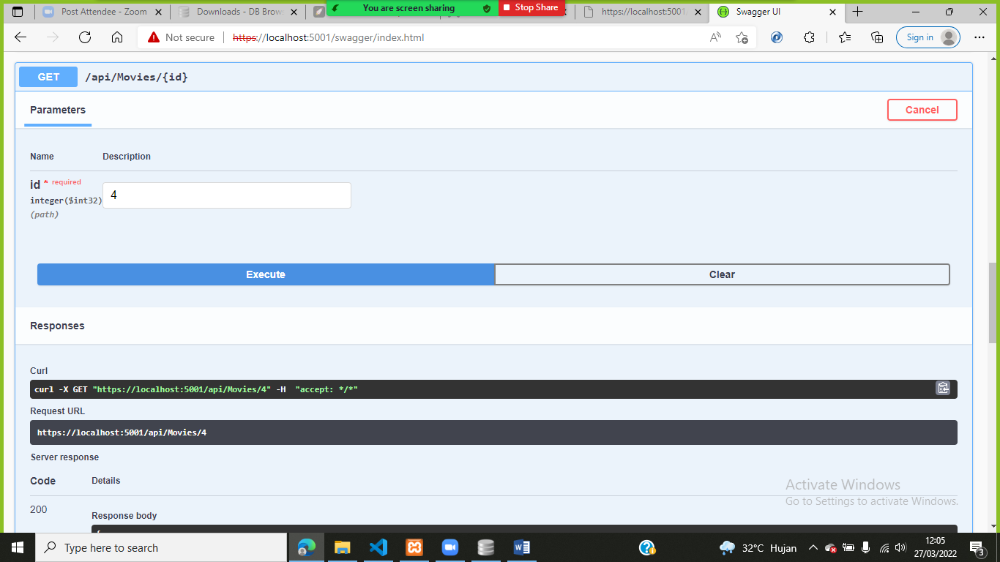 Post Attendee - Zoom
Downloads - DB Brow
You are screen sharing
Stop Share
https://localhost:5001
Swagger UI
Not secure
https://localhost:5001/swagger/index.html
Sign in
GET
/api/Movies/{id}
Parameters
Cancel
Name
Description
id * required
integer($int32)
(path)
4
Execute
Clear
Responses
Curl
curl -X GET "https://localhost:5001/api/Movies/4" -H  "accept: */*"
Request URL
https://localhost:5001/api/Movies/4
Server response
Code
Details
200
Response body
Activate Windows
Go to Settings to activate Windows.
Type here to search
32°C Hujan
12:05
27/03/2022
3